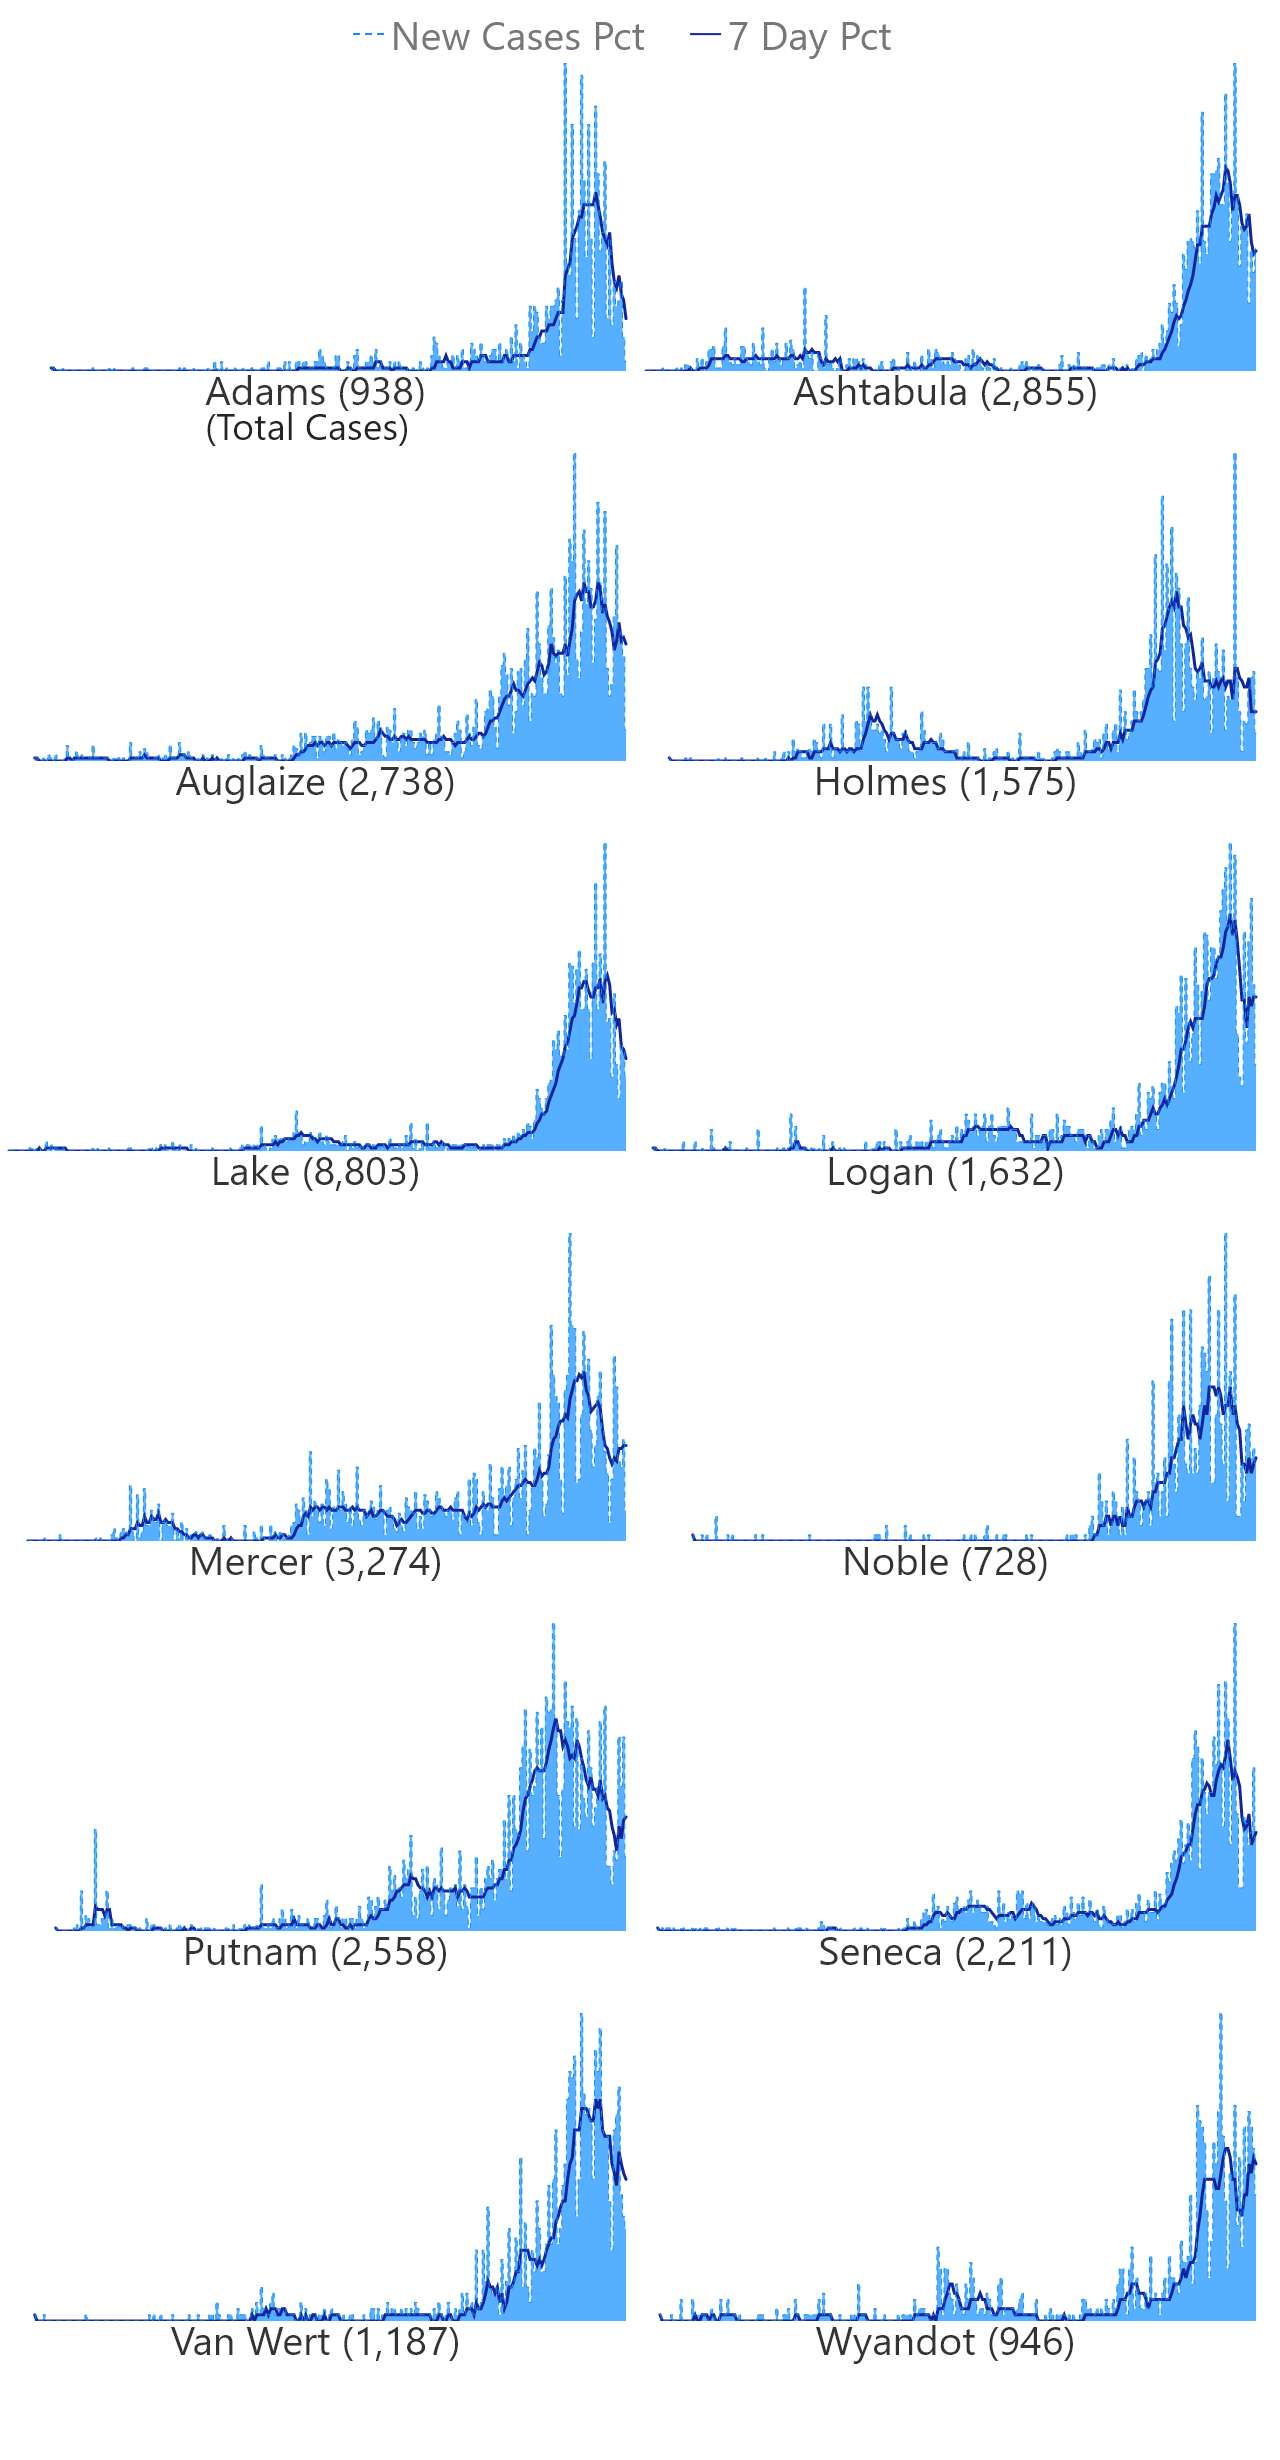 New Cases Pct 7 Day Pct
Adams (938) Ashtabula (2,855)
(Total Cases)
Auglaize (2,738) Holmes (1,575)
Lake (8,803) Logan (1,632)
Mercer (3,274) Noble (728)
Putnam (2,558) Seneca (2,211)
Van Wert (1,187) Wyandot (946)